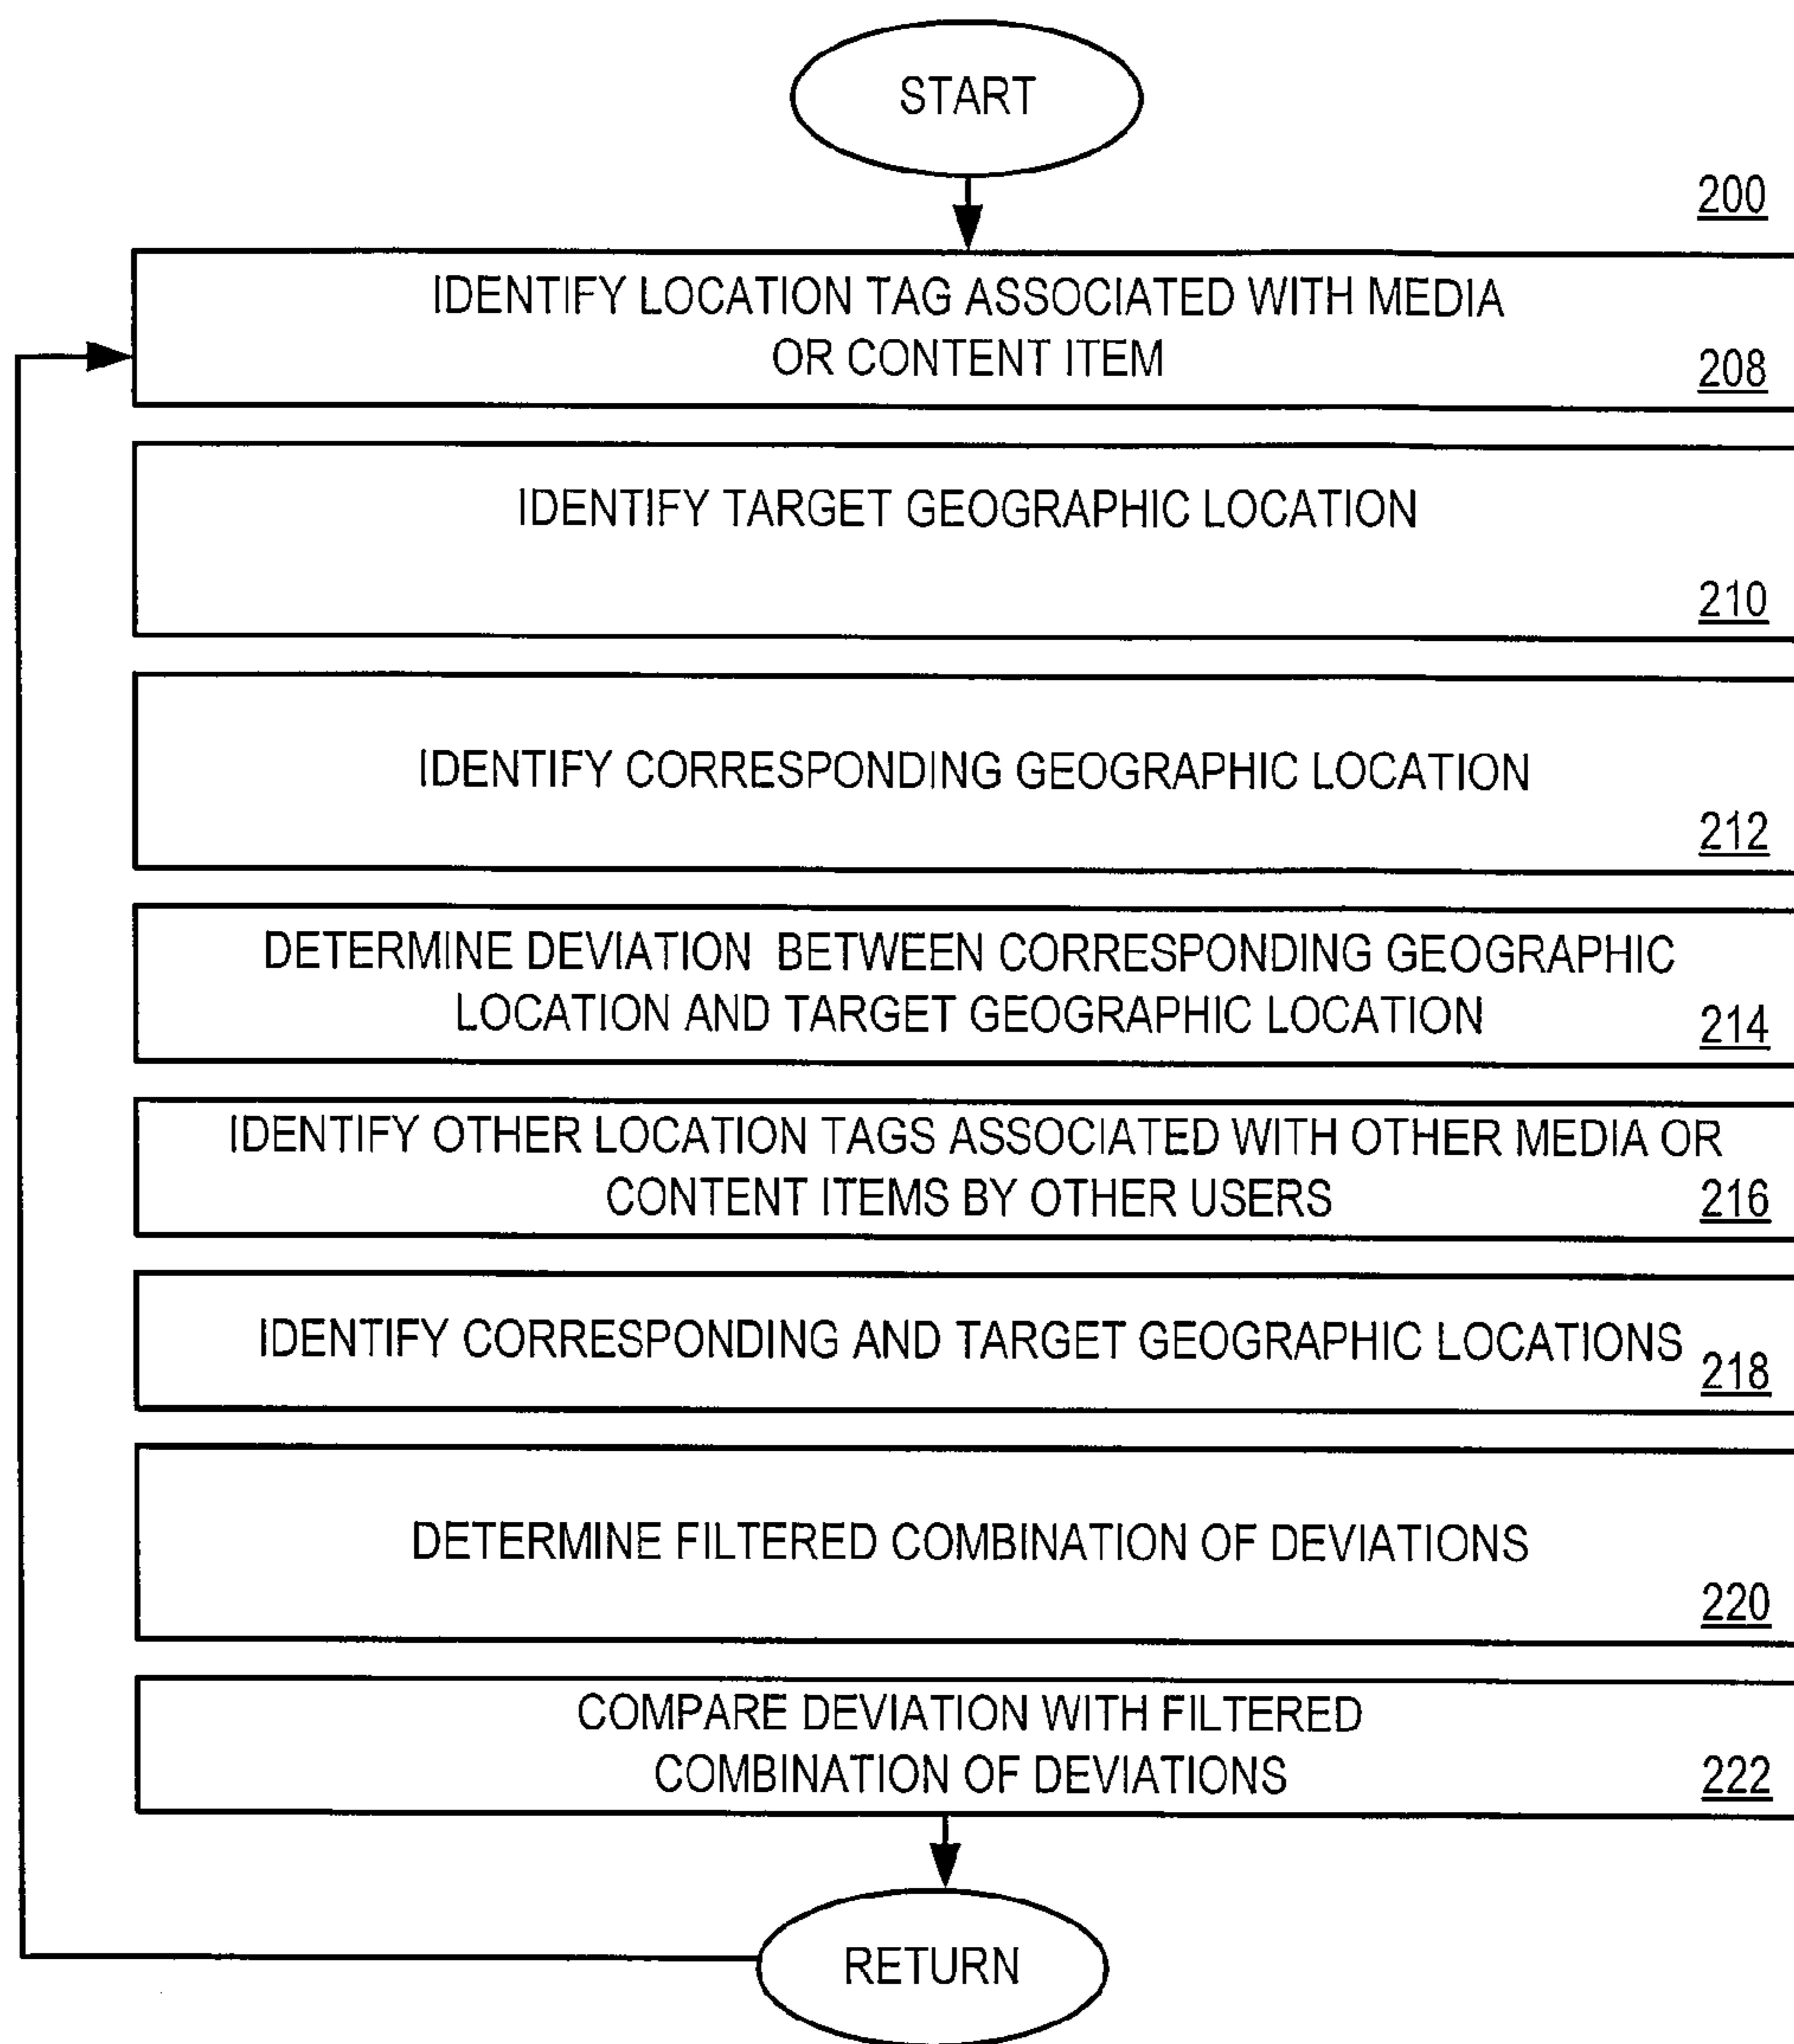 START
200
IDENTIFY LOCATION TAG ASSOCIATED WITH MEDIA
OR CONTENT ITEM
208
IDENTIFY TARGET GEOGRAPHIC LOCATION
210
IDENTIFY CORRESPONDING GEOGRAPHIC LOCATION
212
DETERMINE DEVIATION BETWEEN CORRESPONDING GEOGRAPHIC
LOCATION AND TARGET GEOGRAPHIC LOCATION
214
IDENTIFY OTHER LOCATION TAGS ASSOCIATED WITH OTHER MEDIA OR
CONTENT ITEMS BY OTHER USERS
216
IDENTIFY CORRESPONDING AND TARGET GEOGRAPHIC LOCATIONS
218
DETERMINE FILTERED COMBINATION OF DEVIATIONS
220
COMPARE DEVIATION WITH FILTERED
COMBINATION OF DEVIATIONS
222
RETURN